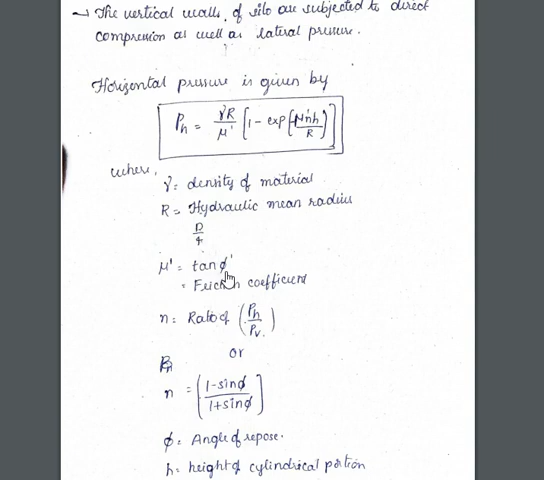 → The vertical walls, of silo are subjected to direct
compression as well as lateral pressure.
Horizontal pressure is given by
Ph = γR/μ' [1 - exp(-μ'nh/R)]
where,
γ = density of material
R = Hydraulic mean radius
D/4
μ' = tanφ'
= Friction coefficient
n = Ratio of (Ph/Pv)
or
n = (1-sinφ/1+sinφ)
φ = Angle of repose.
h = height of cylindrical portion